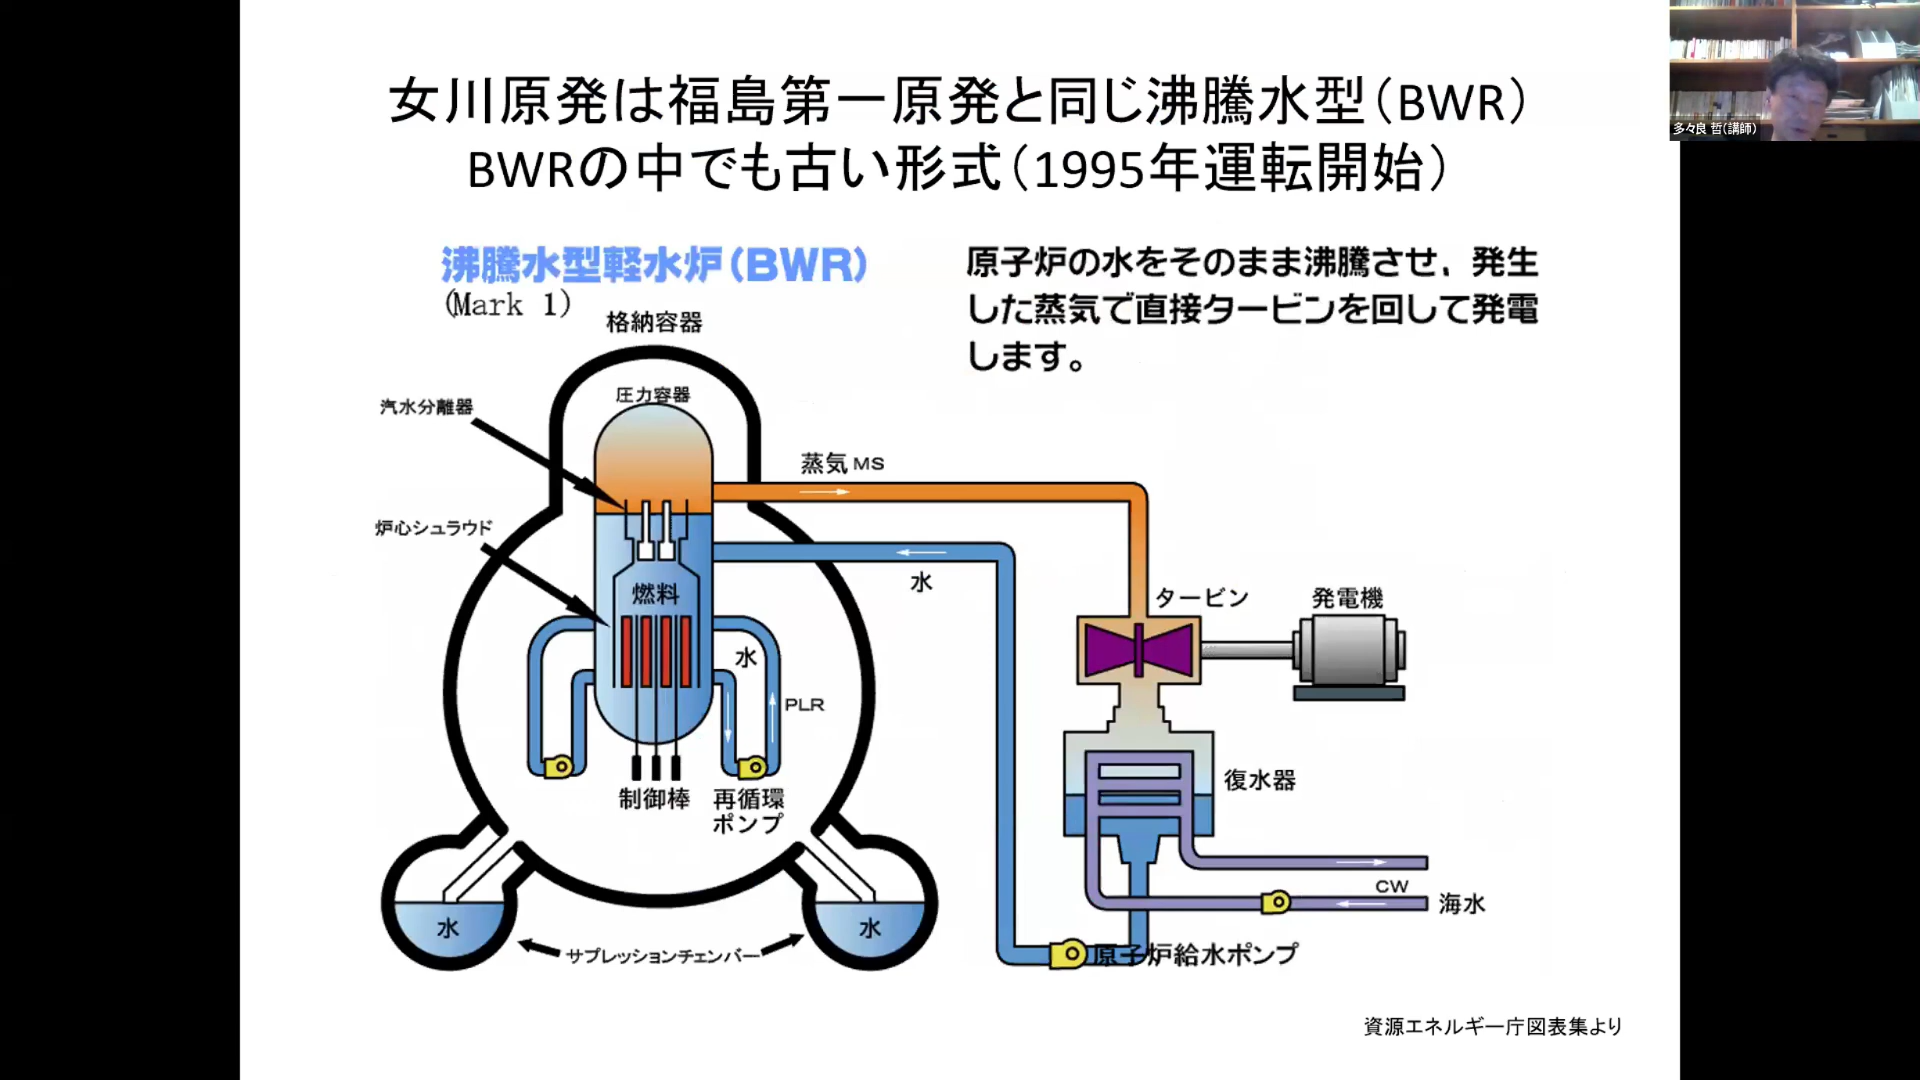 女川原発は福島第一原発と同じ沸騰水型(BWR)
BWRの中でも古い形式(1995年運転開始)
多々良 哲(講師)
沸騰水型軽水炉(BWR)
(Mark 1)
原子炉の水をそのまま沸騰させ、発生
した蒸気で直接タービンを回して発電
します。
格納容器
圧力容器
汽水分離器
蒸気 MS
炉心シュラウド
水
燃料
タービン
発電機
水
PLR
制御棒
再循環
ポンプ
復水器
CW
海水
水
水
サプレッションチェンバー
原子炉給水ポンプ
資源エネルギー庁図表集より